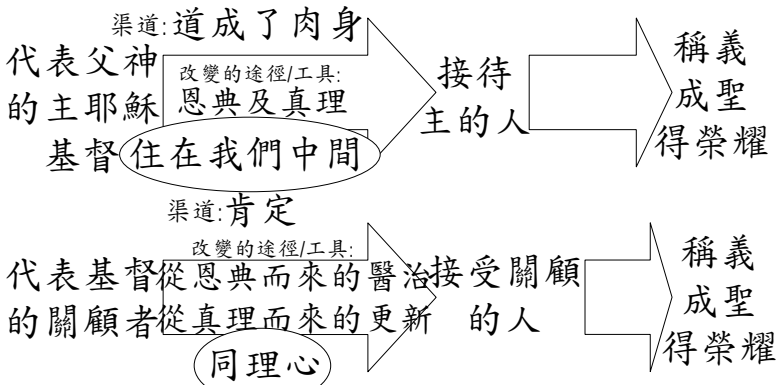 渠道:道成了肉身
代表父神
的主耶穌
基督
改變的途徑/工具:
恩典及真理
住在我們中間
接待
主的人
稱義
成聖
得榮耀
渠道:肯定
改變的途徑/工具:
代表基督
的關顧者
從恩典而來的醫治
從真理而來的更新
同理心
接受關顧
的人
稱義
成聖
得榮耀